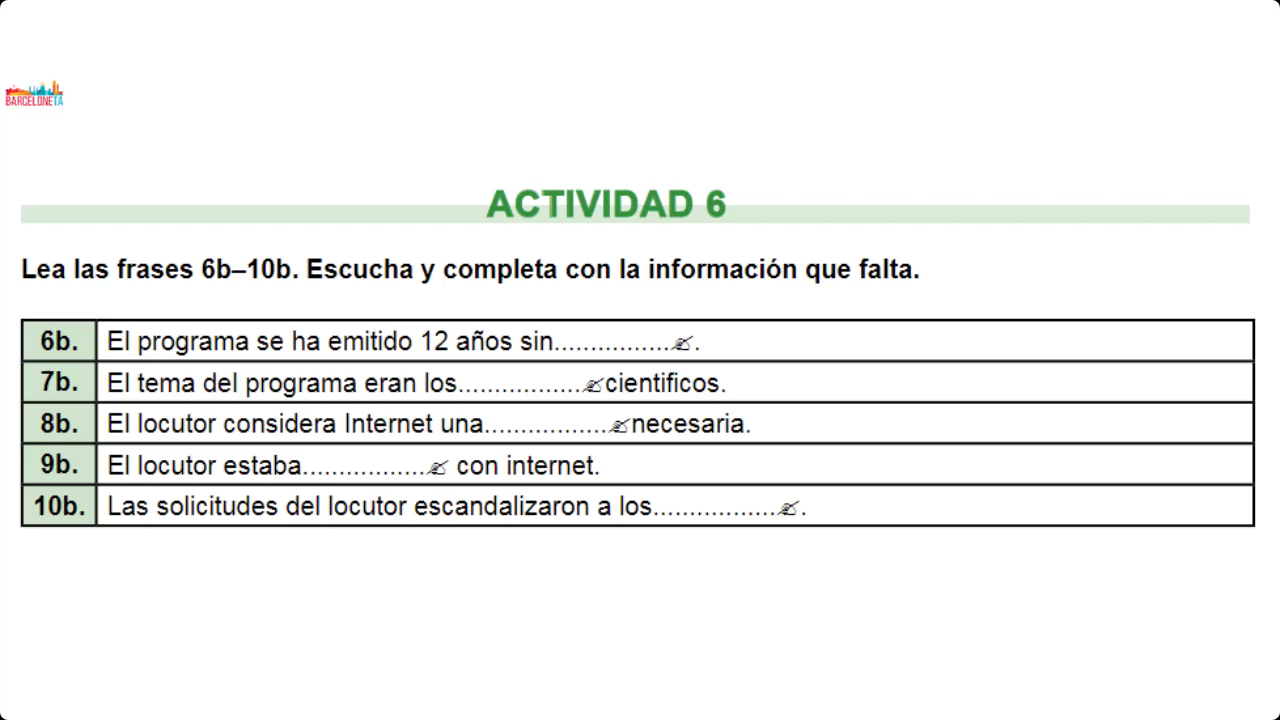 BARCELONETA
ACTIVIDAD 6
Lea las frases 6b–10b. Escucha y completa con la información que falta.
6b. El programa se ha emitido 12 años sin................✍.
7b. El tema del programa eran los.................✍cientificos.
8b. El locutor considera Internet una.................✍necesaria.
9b. El locutor estaba.................✍ con internet.
10b. Las solicitudes del locutor escandalizaron a los.................✍.